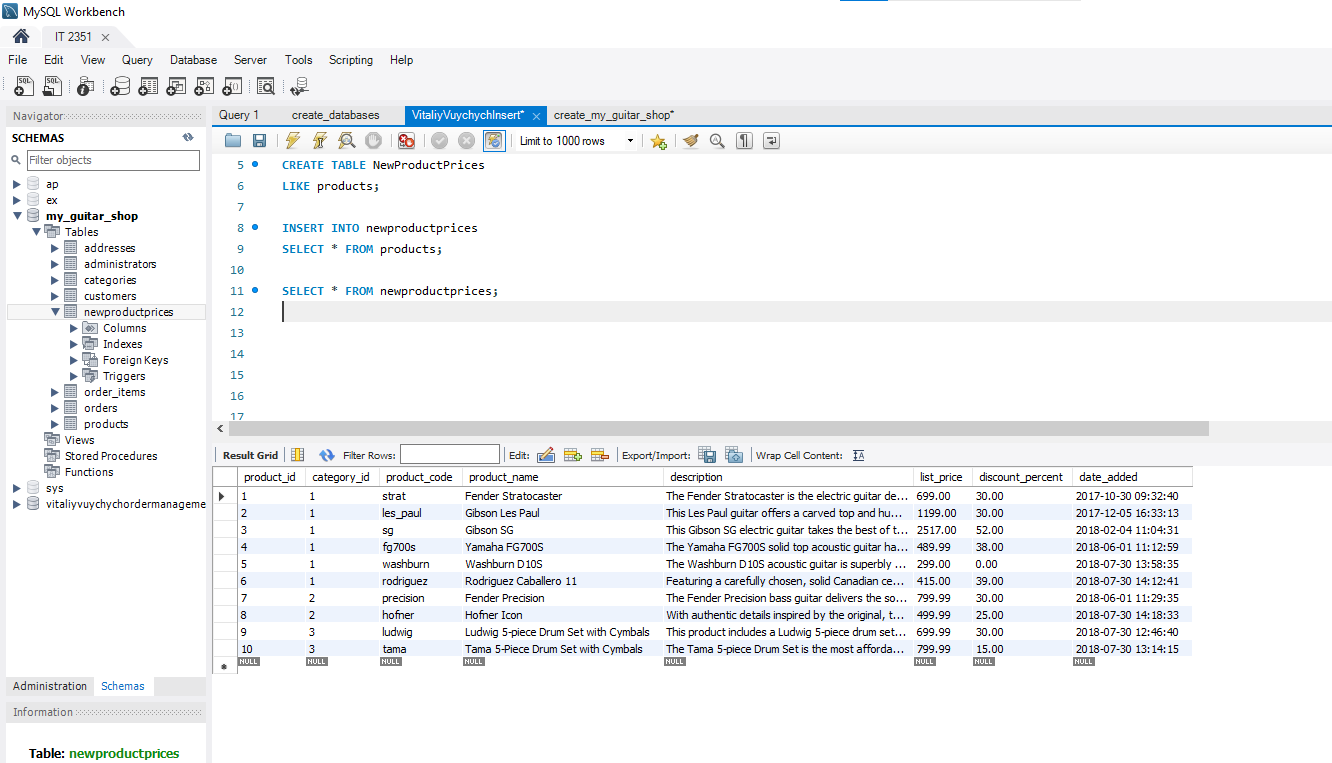 MySQL Workbench
IT 2351
File Edit View Query Database Server Tools Scripting Help
Navigator
SCHEMAS
Filter objects
ap
ex
my_guitar_shop
Tables
addresses
administrators
categories
customers
newproductprices
Columns
Indexes
Foreign Keys
Triggers
order_items
orders
products
Views
Stored Procedures
Functions
sys
vitaliyvuychychordermanageme
Administration Schemas
Information
Table: newproductprices
Query 1 create_databases VitaliyVuychychInsert* create_my_guitar_shop*
Limit to 1000 rows
5 CREATE TABLE NewProductPrices
6 LIKE products;
7
8 INSERT INTO newproductprices
9 SELECT * FROM products;
10
11 SELECT * FROM newproductprices;
12
13
14
15
16
17
Result Grid Filter Rows: Edit: Export/Import: Wrap Cell Content:
product_id category_id product_code product_name description list_price discount_percent date_added
1 1 strat Fender Stratocaster The Fender Stratocaster is the electric guitar de... 699.00 30.00 2017-10-30 09:32:40
2 1 les_paul Gibson Les Paul This Les Paul guitar offers a carved top and hu... 1199.00 30.00 2017-12-05 16:33:13
3 1 sg Gibson SG This Gibson SG electric guitar takes the best of t... 2517.00 52.00 2018-02-04 11:04:31
4 1 fg700s Yamaha FG700S The Yamaha FG700S solid top acoustic guitar ha... 489.99 38.00 2018-06-01 11:12:59
5 1 washburn Washburn D10S The Washburn D10S acoustic guitar is superbly ... 299.00 0.00 2018-07-30 13:58:35
6 1 rodriguez Rodriguez Caballero 11 Featuring a carefully chosen, solid Canadian ce... 415.00 39.00 2018-07-30 14:12:41
7 2 precision Fender Precision The Fender Precision bass guitar delivers the so... 799.99 30.00 2018-06-01 11:29:35
8 2 hofner Hofner Icon With authentic details inspired by the original, t... 499.99 25.00 2018-07-30 14:18:33
9 3 ludwig Ludwig 5-piece Drum Set with Cymbals This product includes a Ludwig 5-piece drum set... 699.99 30.00 2018-07-30 12:46:40
10 3 tama Tama 5-Piece Drum Set with Cymbals The Tama 5-piece Drum Set is the most afforda... 799.99 15.00 2018-07-30 13:14:15
NULL NULL NULL NULL NULL NULL NULL NULL